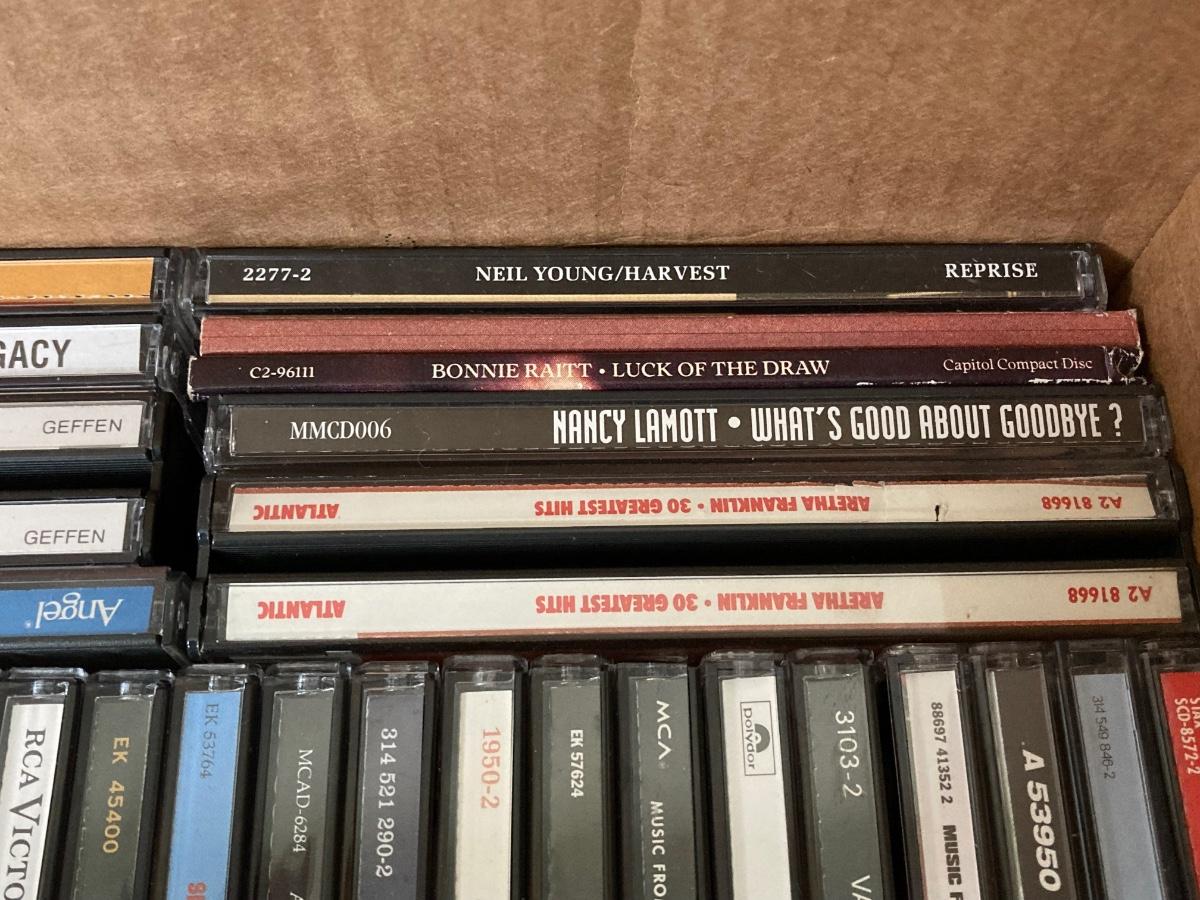 2277-2 NEIL YOUNG/HARVEST REPRISE
GACY
C2-96111 BONNIE RAITT • LUCK OF THE DRAW Capitol Compact Disc
GEFFEN
MMCD006 NANCY LAMOTT • WHAT'S GOOD ABOUT GOODBYE ?
GEFFEN
A2 81668 ARETHA FRANKLIN • 30 GREATEST HITS ATLANTIC
Angel
A2 81668 ARETHA FRANKLIN • 30 GREATEST HITS ATLANTIC
RCA VICTO
EK 45400
EK 53764
MCAD-6284
314 521 290-2
1950-2
EK 57624
MCA MUSIC FRO
Polydor
3103-2 VA
88697 41352 2 MUSIC F
A 53950
314 549 846-2
SCD-8572-2